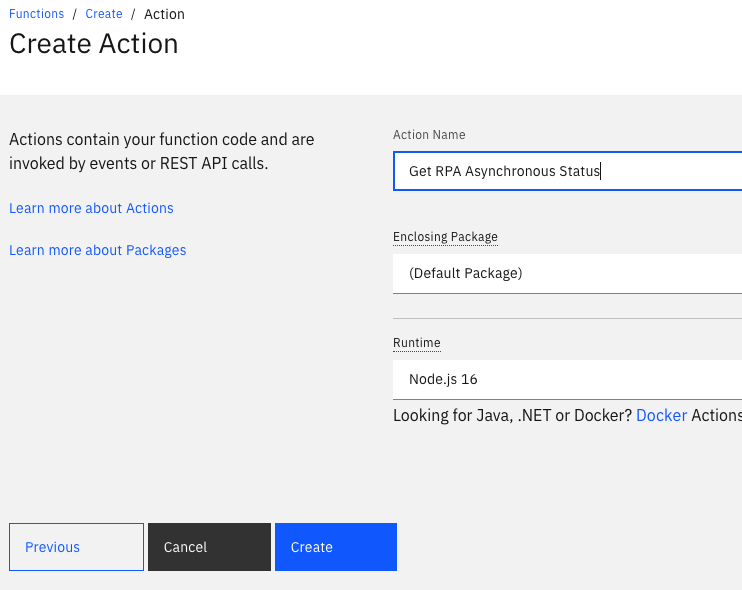 Functions / Create / Action
Create Action
Actions contain your function code and are
invoked by events or REST API calls.
Learn more about Actions
Learn more about Packages
Action Name
Get RPA Asynchronous Status
Enclosing Package
(Default Package)
Runtime
Node.js 16
Looking for Java, .NET or Docker? Docker Actions
Previous
Cancel
Create